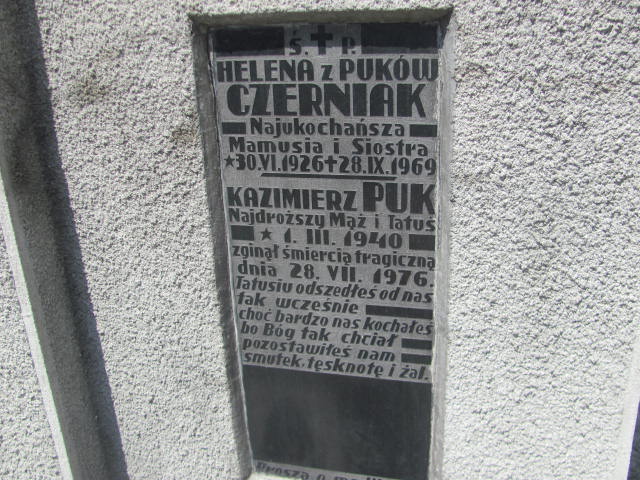 Ś. ✝ P.
HELENA z PUKÓW
CZERNIAK
Najukochańsza
Mamusia i Siostra
★30.VI.1926✝28.IX.1969
KAZIMIERZ PUK
Najdroższy Mąż i Tatuś
★ 1. III. 1940
zginął śmiercią tragiczną
dnia 28. VII. 1976.
Tatusiu odszedłeś od nas
tak wcześnie
choć bardzo nas kochałeś
bo Bóg tak chciał
pozostawiłeś nam
smutek, tęsknotę i żal.
Proszą o